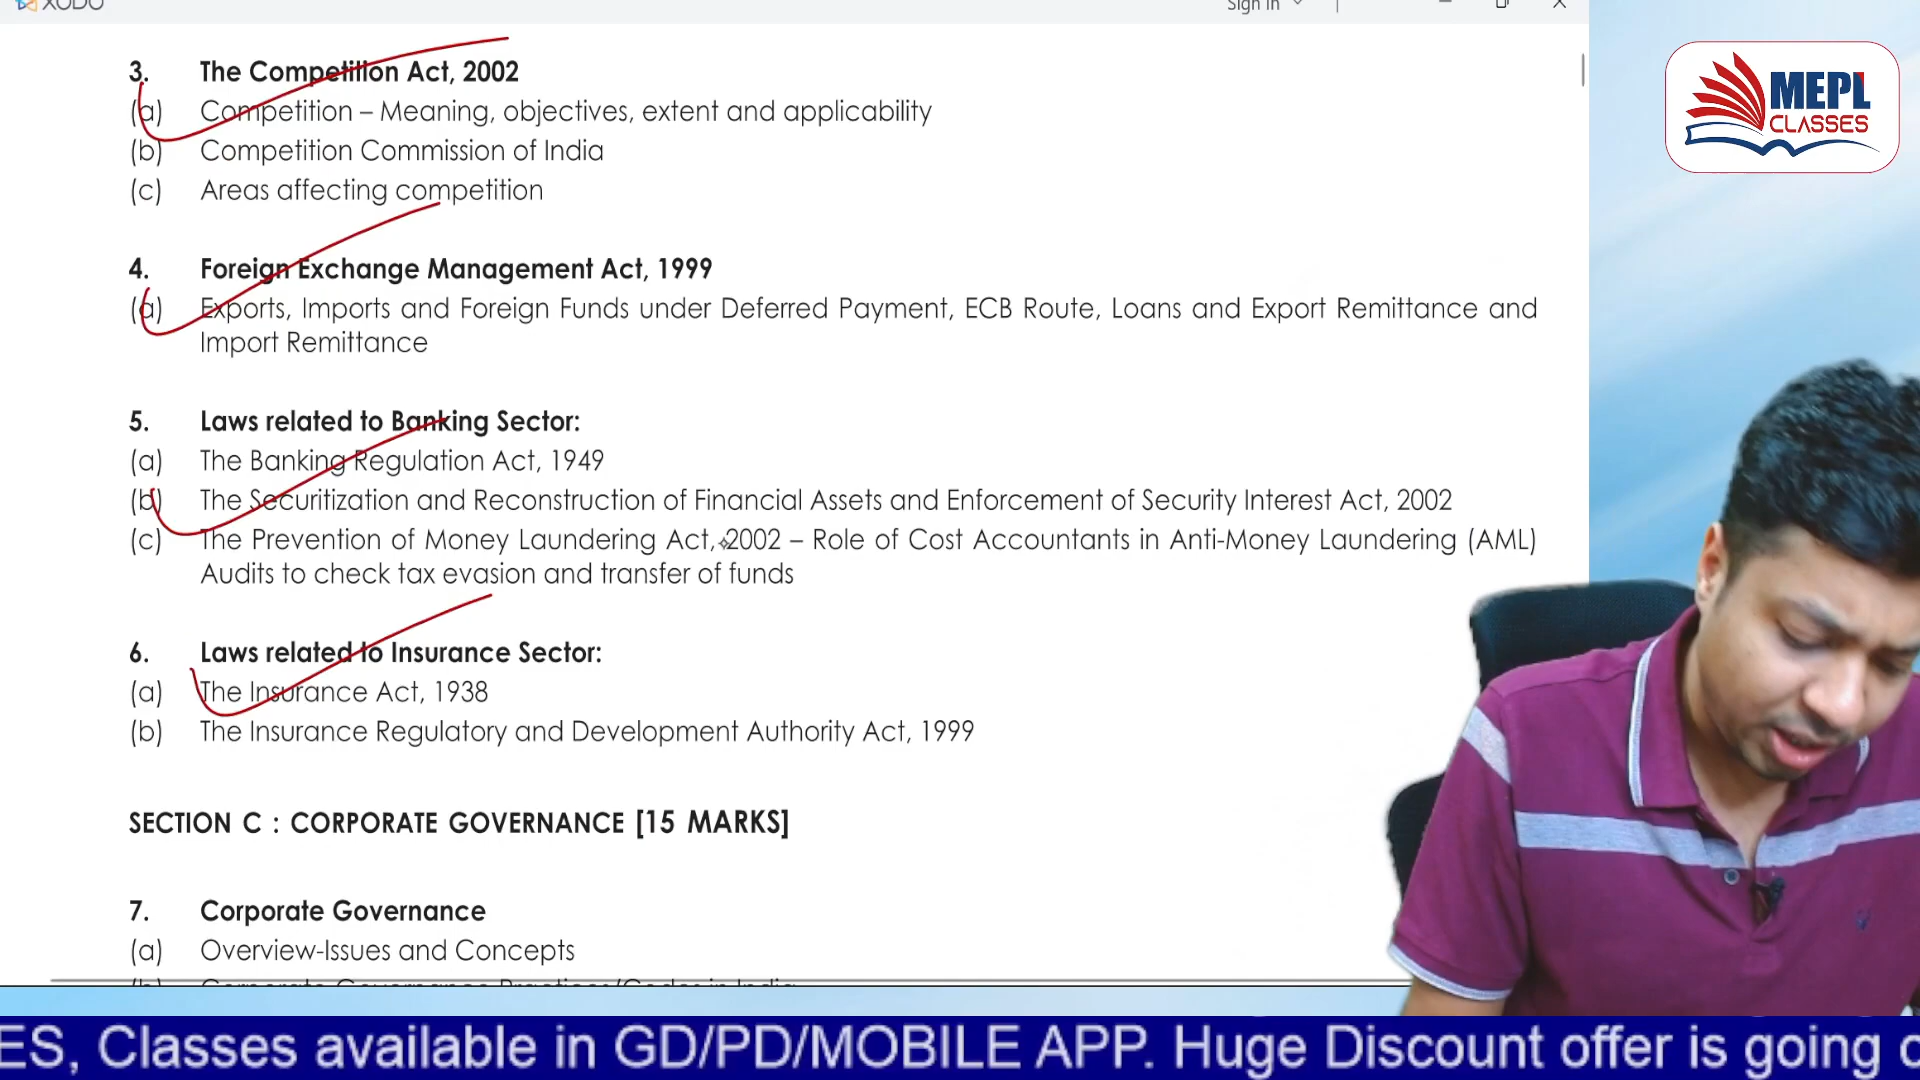 XODO
Sign in
MEPL
CLASSES
3. The Competition Act, 2002
(a) Competition – Meaning, objectives, extent and applicability
(b) Competition Commission of India
(c) Areas affecting competition
4. Foreign Exchange Management Act, 1999
(a) Exports, Imports and Foreign Funds under Deferred Payment, ECB Route, Loans and Export Remittance and
Import Remittance
5. Laws related to Banking Sector:
(a) The Banking Regulation Act, 1949
(b) The Securitization and Reconstruction of Financial Assets and Enforcement of Security Interest Act, 2002
(c) The Prevention of Money Laundering Act, 2002 – Role of Cost Accountants in Anti-Money Laundering (AML)
Audits to check tax evasion and transfer of funds
6. Laws related to Insurance Sector:
(a) The Insurance Act, 1938
(b) The Insurance Regulatory and Development Authority Act, 1999
SECTION C : CORPORATE GOVERNANCE [15 MARKS]
7. Corporate Governance
(a) Overview-Issues and Concepts
(b) Corporate Governance Practices/Codes in India
ES, Classes available in GD/PD/MOBILE APP. Huge Discount offer is going